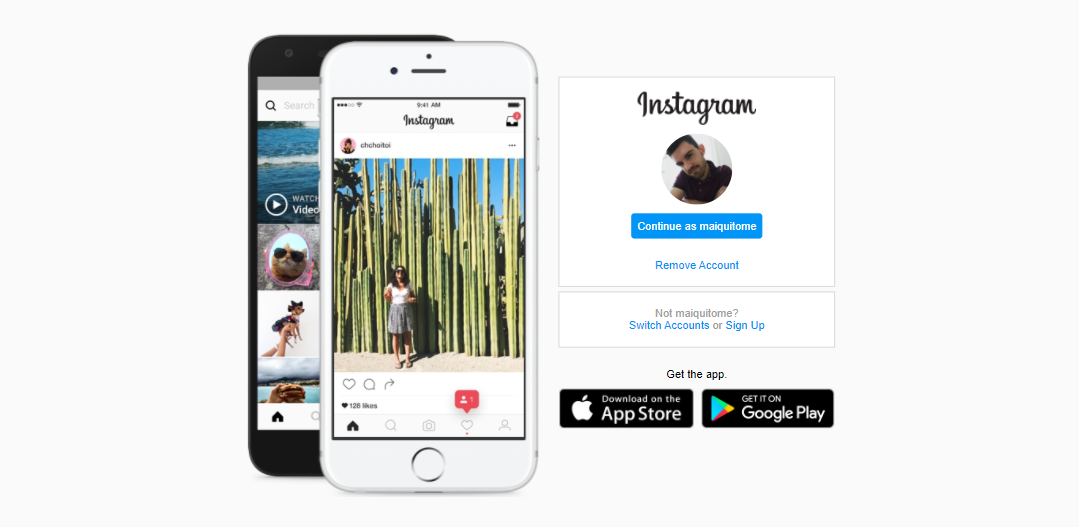 Search
WATCH
Video
9:41 AM
Instagram
2
chchoitoi
1
128 likes
Instagram
Continue as maiquitome
Remove Account
Not maiquitome?
Switch Accounts or Sign Up
Get the app.
Download on the
App Store
GET IT ON
Google Play